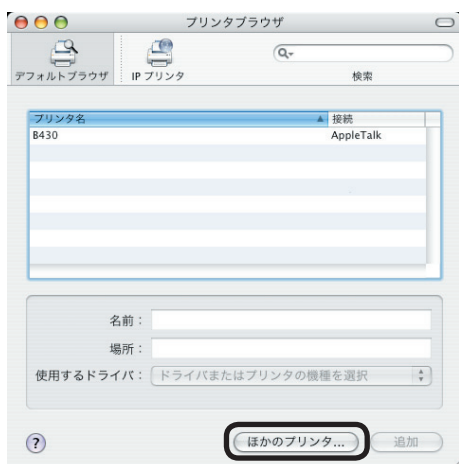 プリンタブラウザ
デフォルトブラウザ IP プリンタ 検索
プリンタ名 接続
B430 AppleTalk
名前：
場所：
使用するドライバ： ドライバまたはプリンタの機種を選択
? ほかのプリンタ... 追加